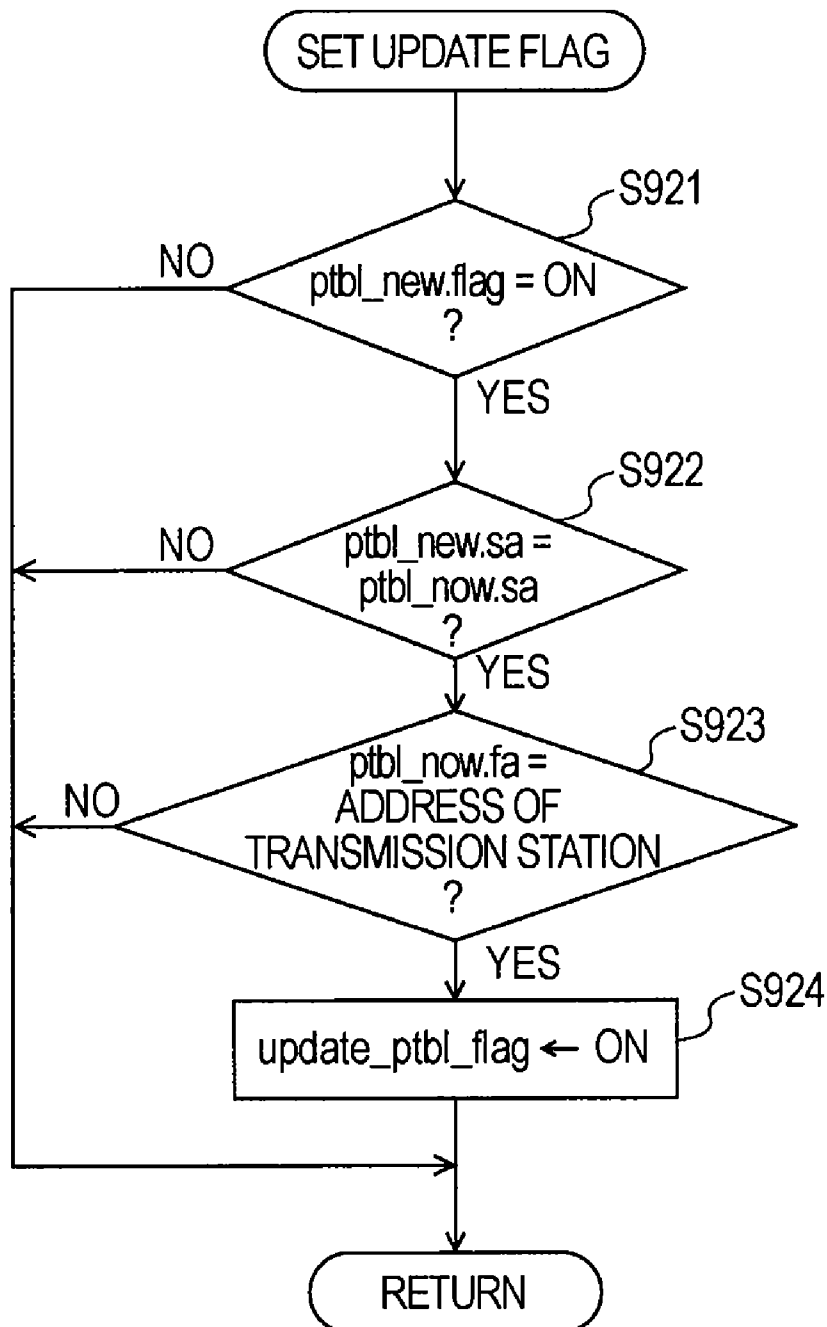 SET UPDATE FLAG
S921
NO
ptbl_new.flag = ON
?
YES
S922
NO
ptbl_new.sa =
ptbl_now.sa
?
YES
S923
NO
ptbl_now.fa =
ADDRESS OF
TRANSMISSION STATION
?
YES
S924
update_ptbl_flag ← ON
RETURN